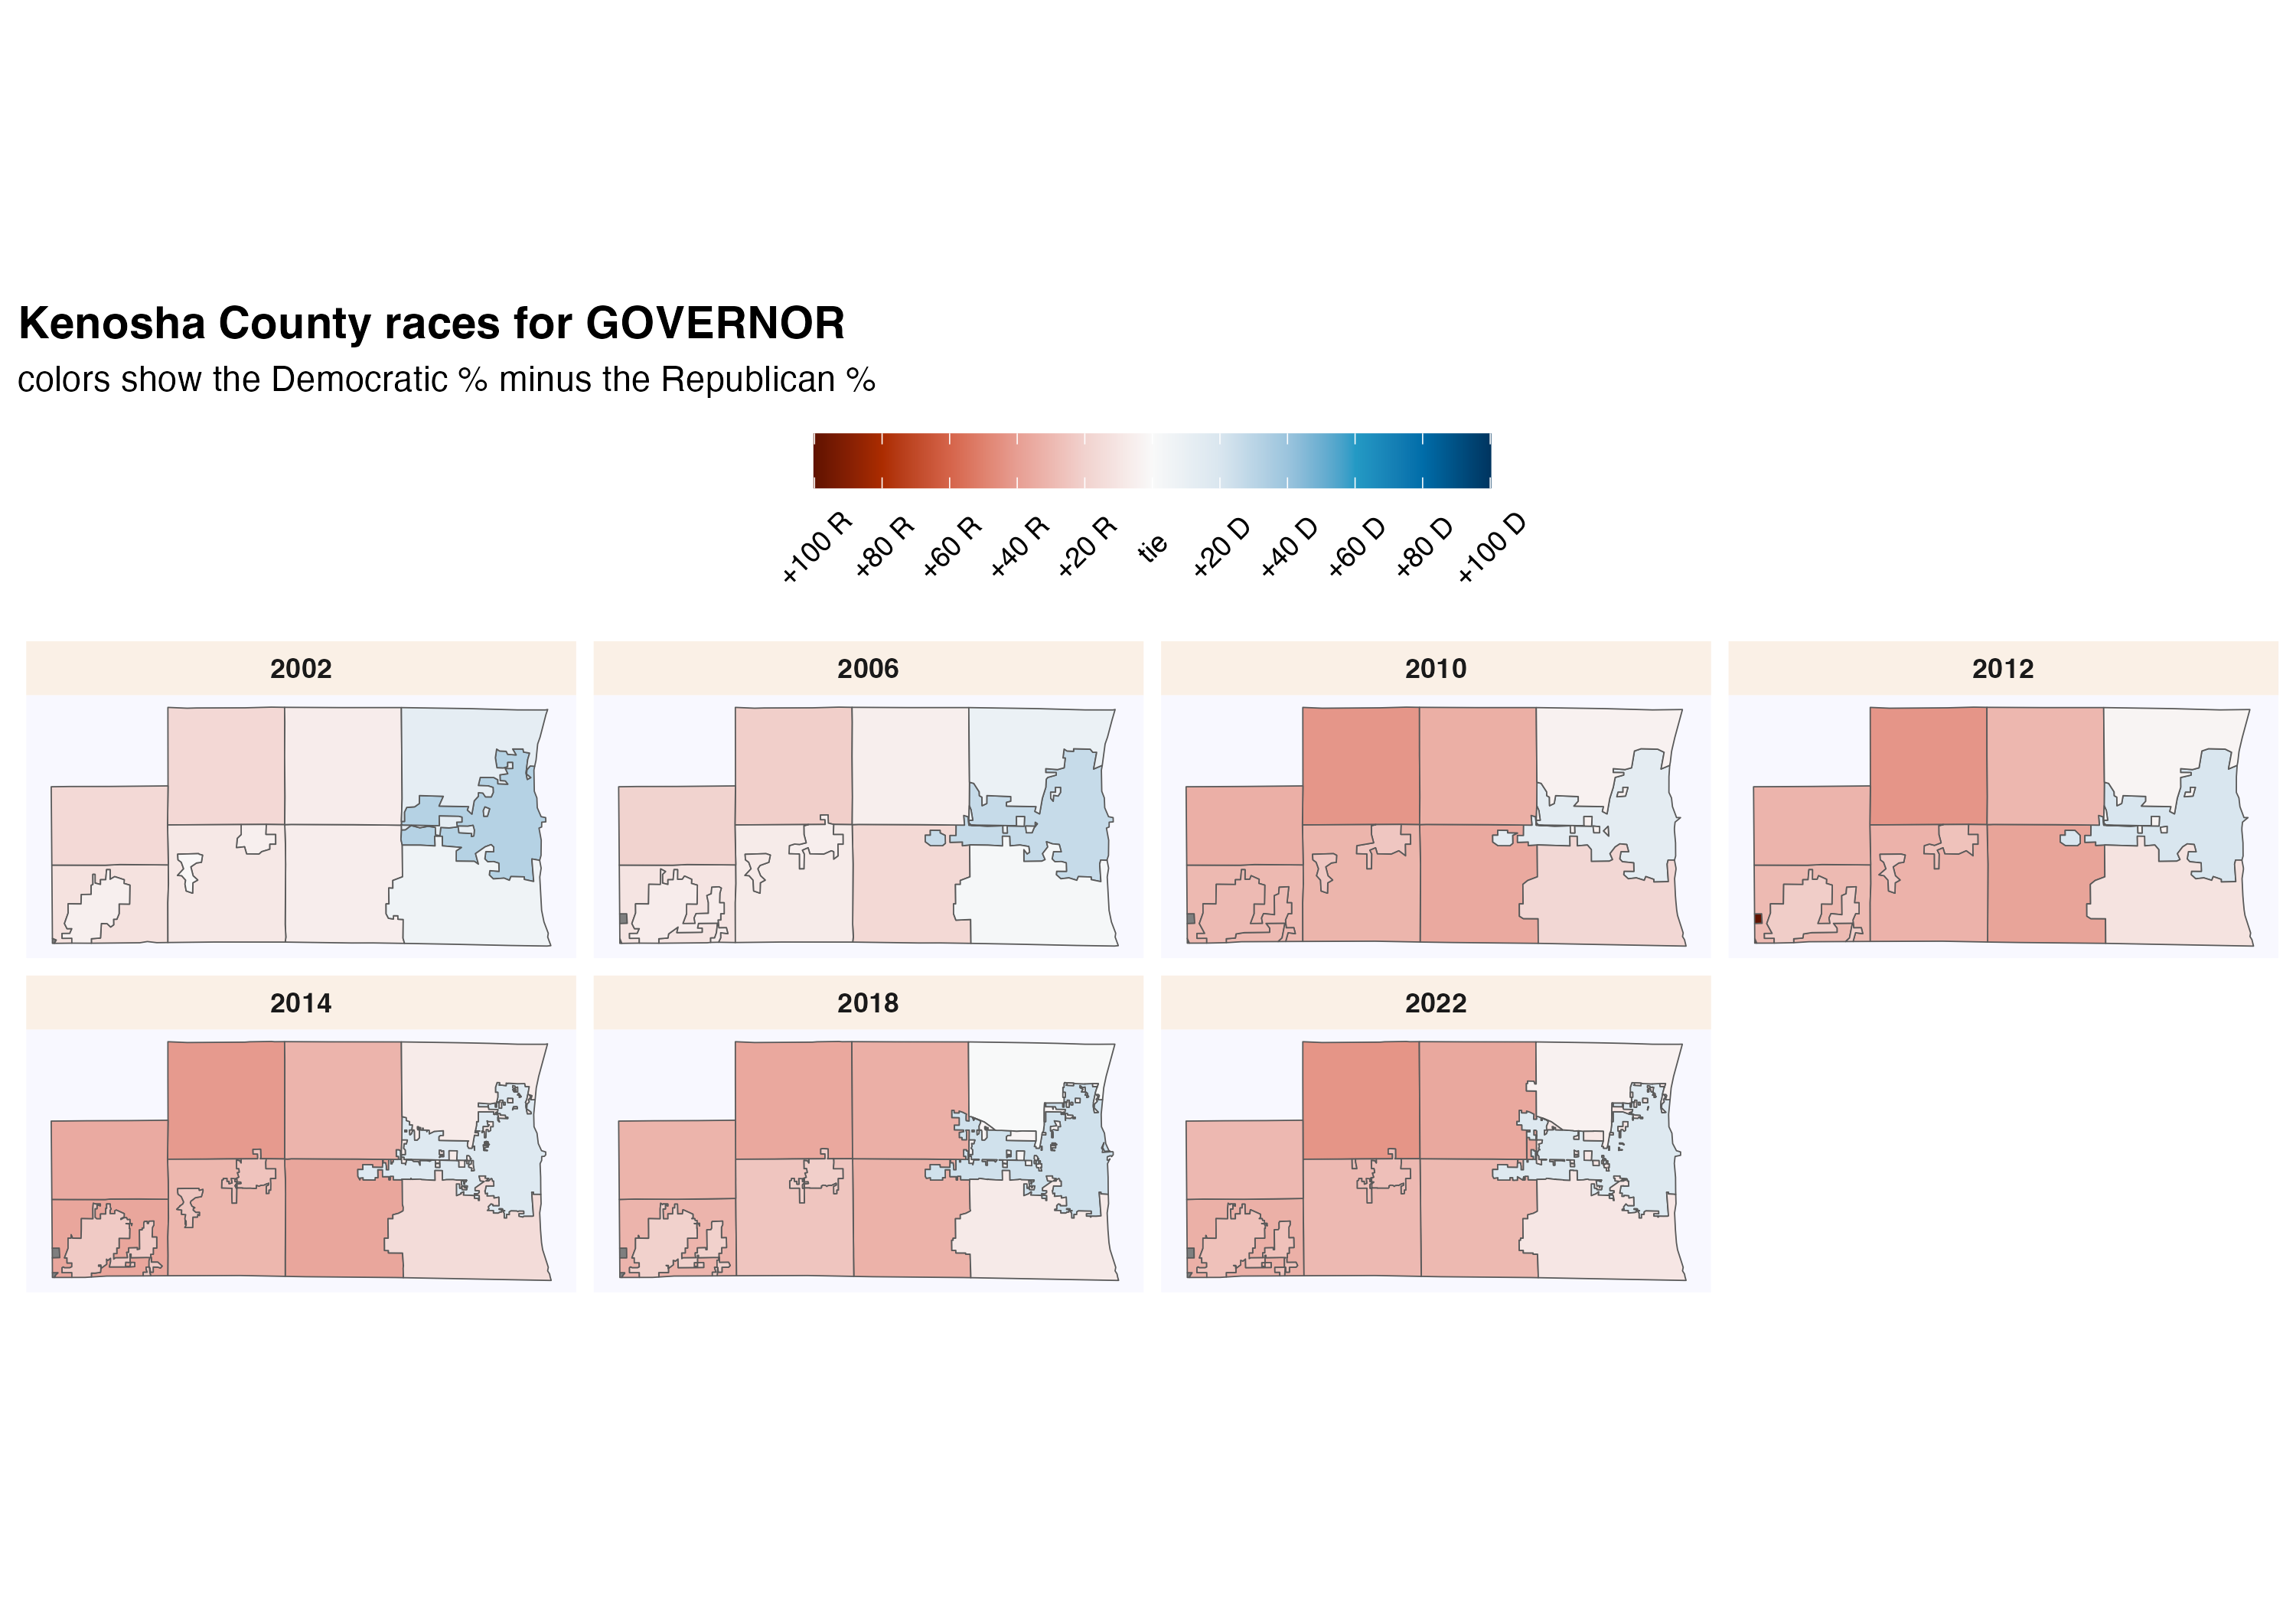 Kenosha County races for GOVERNOR
colors show the Democratic % minus the Republican %
+100 R +80 R +60 R +40 R +20 R tie +20 D +40 D +60 D +80 D +100 D
2002 2006 2010 2012
2014 2018 2022